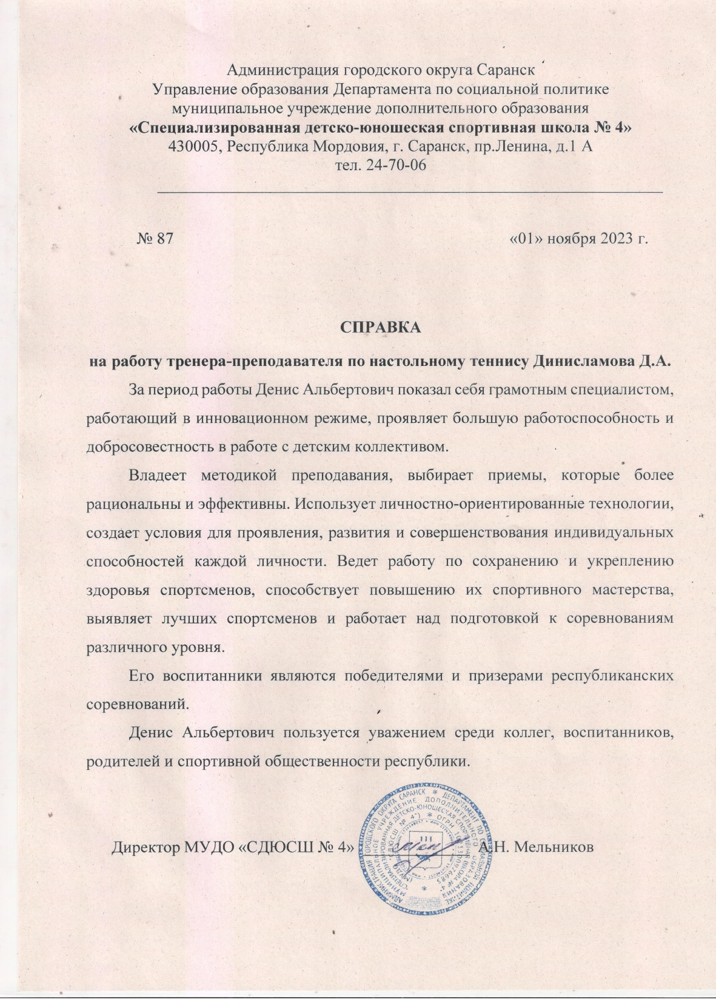 Администрация городского округа Саранск
Управление образования Департамента по социальной политике
муниципальное учреждение дополнительного образования
«Специализированная детско-юношеская спортивная школа № 4»
430005, Республика Мордовия, г. Саранск, пр.Ленина, д.1 А
тел. 24-70-06
№ 87 «01» ноября 2023 г.
СПРАВКА
на работу тренера-преподавателя по настольному теннису Динисламова Д.А.
За период работы Денис Альбертович показал себя грамотным специалистом,
работающий в инновационном режиме, проявляет большую работоспособность и
добросовестность в работе с детским коллективом.
Владеет методикой преподавания, выбирает приемы, которые более
рациональны и эффективны. Использует личностно-ориентированные технологии,
создает условия для проявления, развития и совершенствования индивидуальных
способностей каждой личности. Ведет работу по сохранению и укреплению
здоровья спортсменов, способствует повышению их спортивного мастерства,
выявляет лучших спортсменов и работает над подготовкой к соревнованиям
различного уровня.
Его воспитанники являются победителями и призерами республиканских
соревнований.
Денис Альбертович пользуется уважением среди коллег, воспитанников,
родителей и спортивной общественности республики.
Директор МУДО «СДЮСШ № 4» А.Н. Мельников
АДМИНИСТРАЦИЯ ГОРОДСКОГО ОКРУГА САРАНСК * ДЕПАРТАМЕНТ ПО СОЦИАЛЬНОЙ ПОЛИТИКЕ
МУНИЦИПАЛЬНОЕ УЧРЕЖДЕНИЕ ДОПОЛНИТЕЛЬНОГО ОБРАЗОВАНИЯ
"СПЕЦИАЛИЗИРОВАННАЯ ДЕТСКО-ЮНОШЕСКАЯ СПОРТИВНАЯ ШКОЛА № 4"
(МУДО "СДЮСШ № 4") * ОГРН